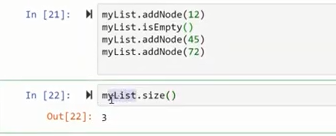 In [21]: myList.addNode(12)
myList.isEmpty()
myList.addNode(45)
myList.addNode(72)
In [22]: myList.size()
Out[22]: 3